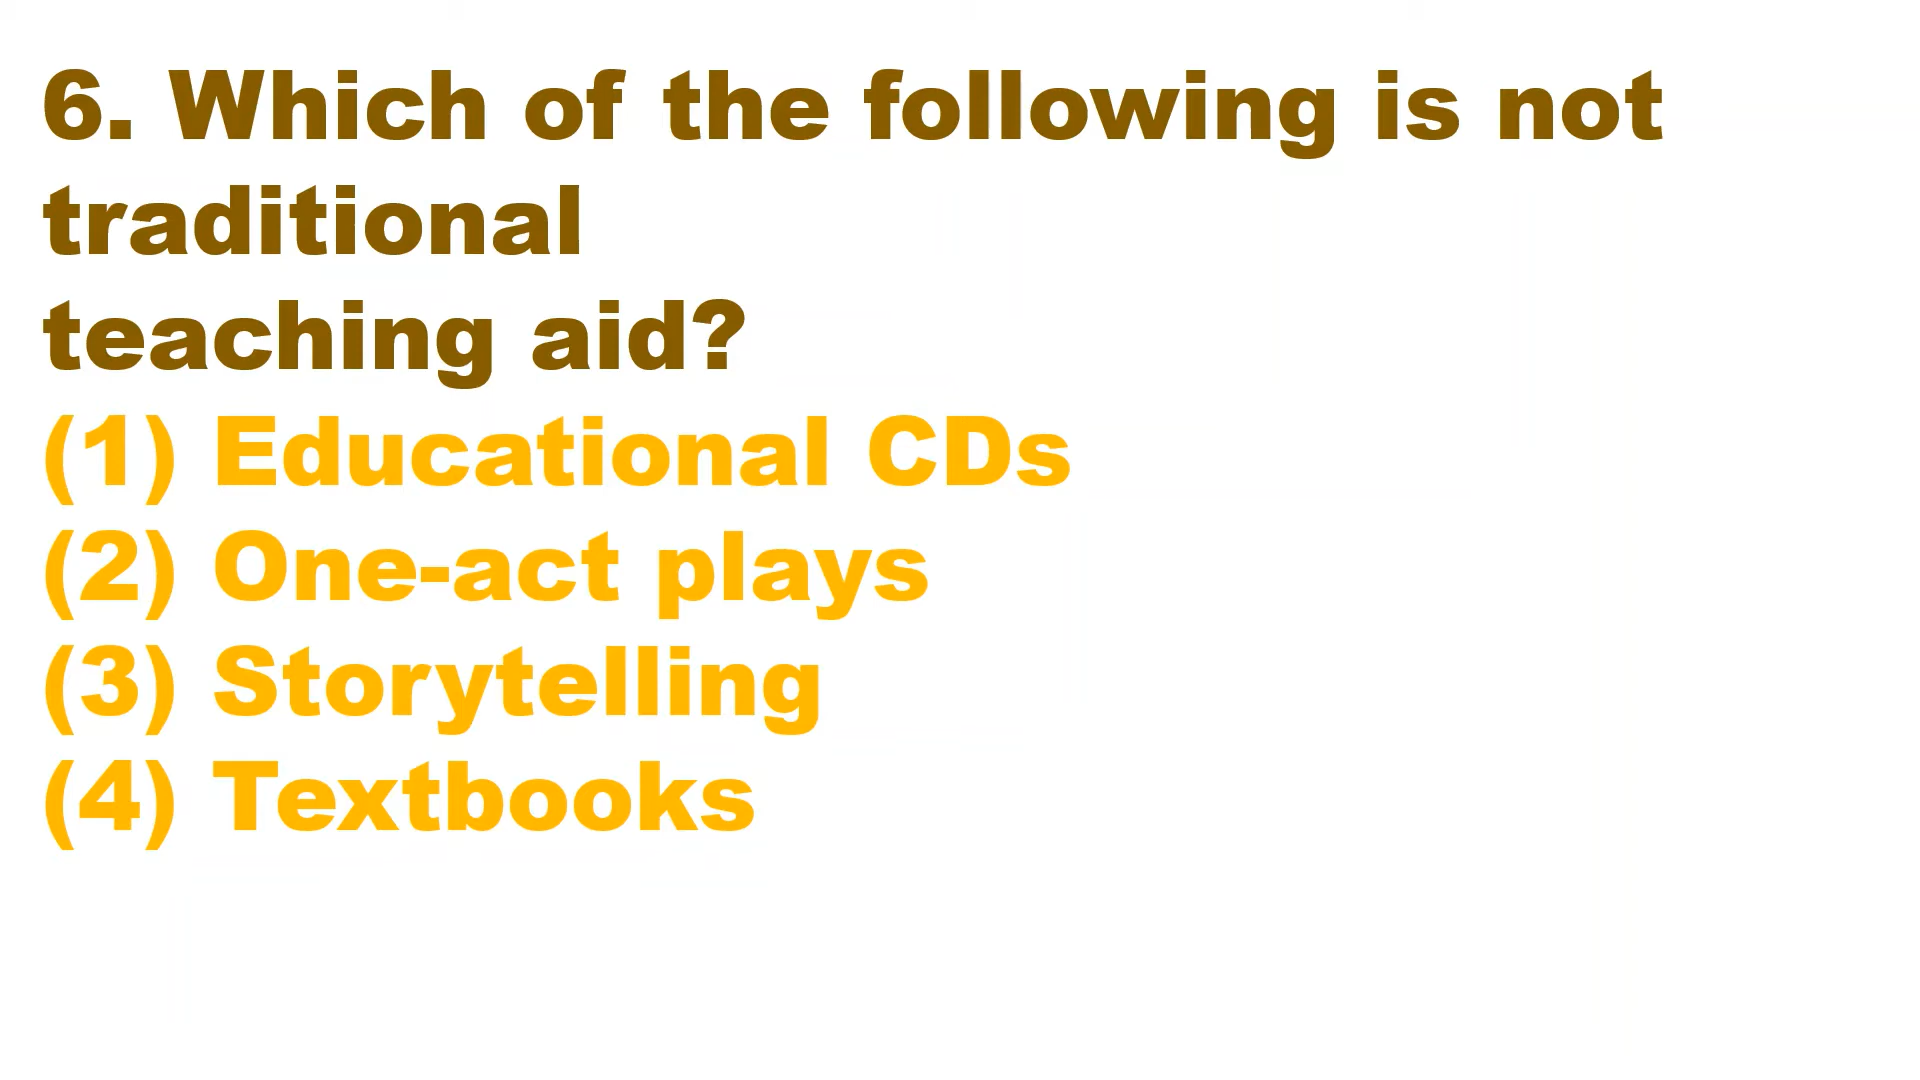 6. Which of the following is not
traditional
teaching aid?
(1) Educational CDs
(2) One-act plays
(3) Storytelling
(4) Textbooks